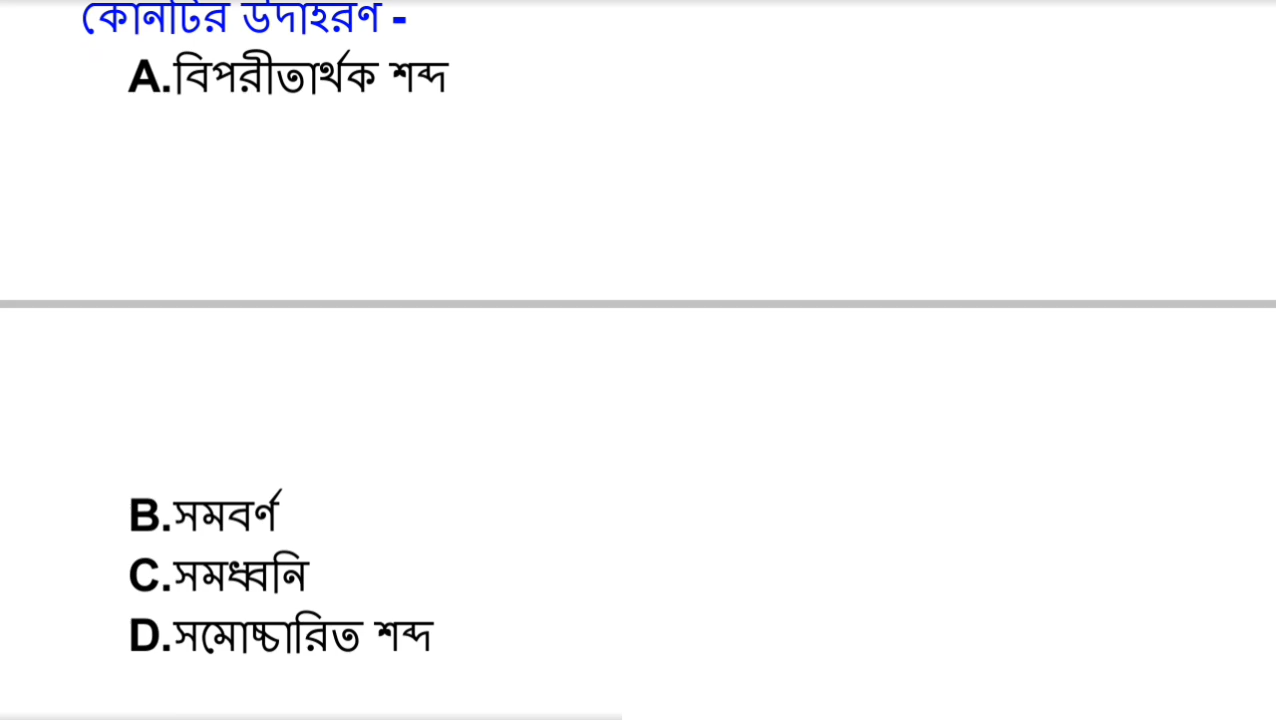 কোনটির উদাহরণ -
A.বিপরীতার্থক শব্দ
B.সমবর্ণ
C.সমধ্বনি
D.সমোচ্চারিত শব্দ